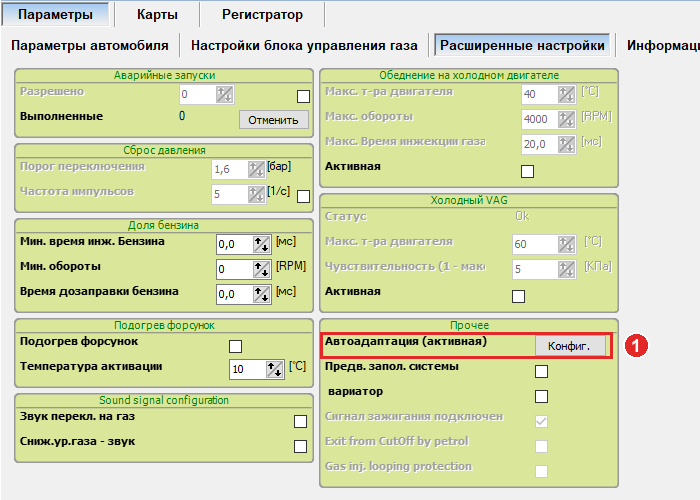 Параметры Карты Регистратор
Параметры автомобиля Настройки блока управления газа Расширенные настройки Информаци
Аварийные запуски
Разрешено 0
Выполненные 0 Отменить
Сброс давления
Порог переключения 1,6 [бар]
Частота импульсов 5 [1/с]
Доля бензина
Мин. время инж. Бензина 0,0 [мс]
Мин. обороты 0 [RPM]
Время дозаправки бензина 0,0 [мс]
Подогрев форсунок
Подогрев форсунок
Температура активации 10 [°С]
Sound signal configuration
Звук перекл. на газ
Сниж.ур.газа - звук
Обеднение на холодном двигателе
Макс. т-ра двигателя 40 [°С]
Макс. обороты 4000 [RPM]
Макс. Время инжекции газа 20,0 [мс]
Активная
Холодный VAG
Статус Ok
Макс. т-ра двигателя 60 [°С]
Чувствительность (1 - макс 5 [КПа]
Активная
Прочее
Автоадаптация (активная) Конфиг. 1
Предв. запол. системы
вариатор
Сигнал зажигания подключен
Exit from CutOff by petrol
Gas inj. looping protection